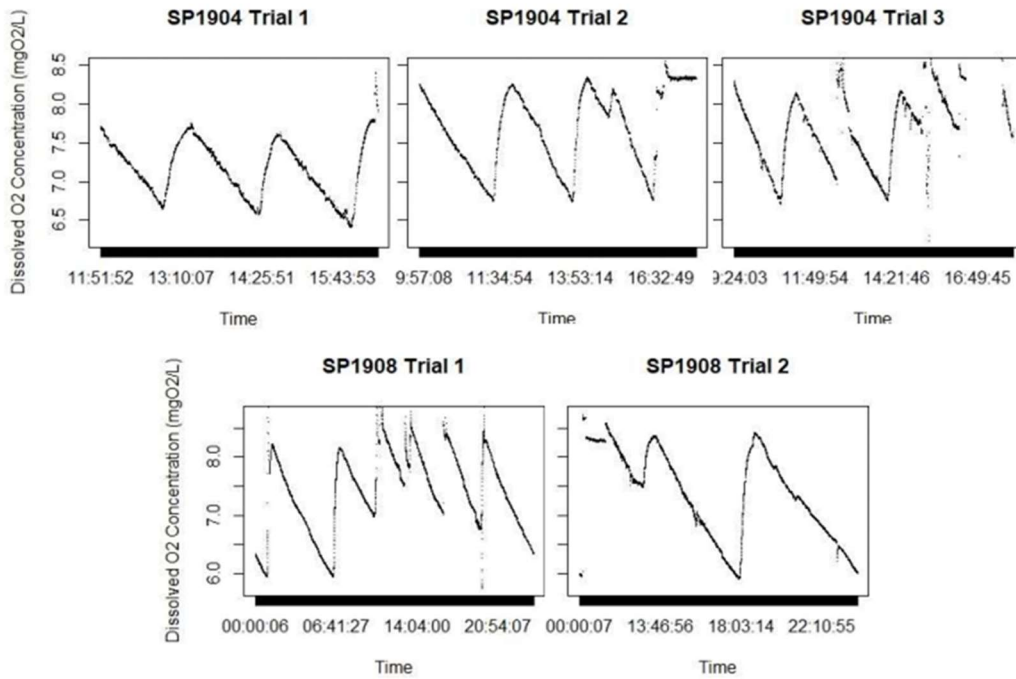 SP1904 Trial 1
SP1904 Trial 2
SP1904 Trial 3
Dissolved O2 Concentration (mgO2/L)
8.5
8.0
7.5
7.0
6.5
11:51:52 13:10:07 14:25:51 15:43:53
9:57:08 11:34:54 13:53:14 16:32:49
9:24:03 11:49:54 14:21:46 16:49:45
Time
Time
Time
SP1908 Trial 1
SP1908 Trial 2
Dissolved O2 Concentration (mgO2/L)
8.0
7.0
6.0
00:00:06 06:41:27 14:04:00 20:54:07
00:00:07 13:46:56 18:03:14 22:10:55
Time
Time